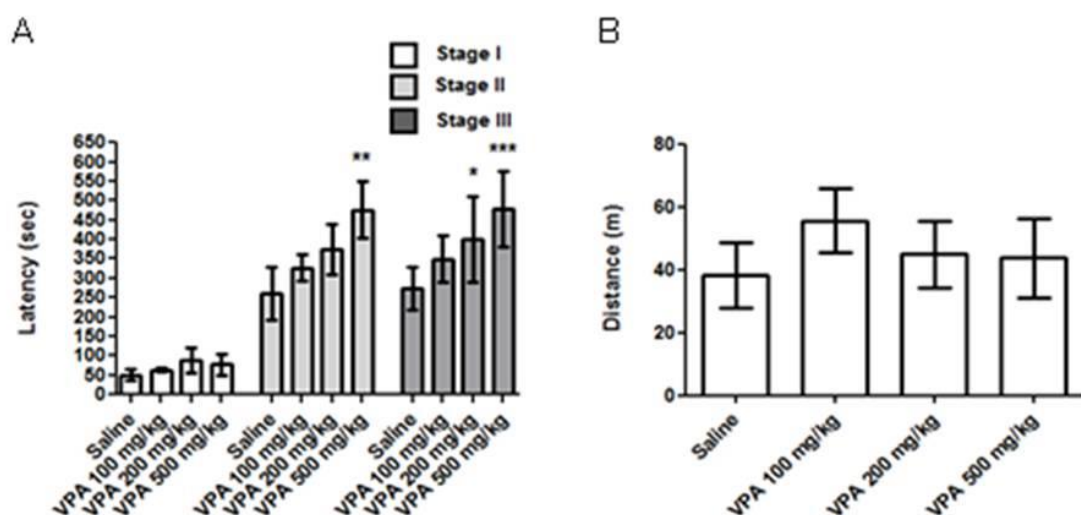 A
Stage I
Stage II
Stage III
Latency (sec)
650
600
550
500
450
400
350
300
250
200
150
100
50
0
** * ***
Saline
VPA 100 mg/kg
VPA 200 mg/kg
VPA 500 mg/kg
Saline
VPA 100 mg/kg
VPA 200 mg/kg
VPA 500 mg/kg
Saline
VPA 100 mg/kg
VPA 200 mg/kg
VPA 500 mg/kg
B
Distance (m)
80
60
40
20
0
Saline
VPA 100 mg/kg
VPA 200 mg/kg
VPA 500 mg/kg